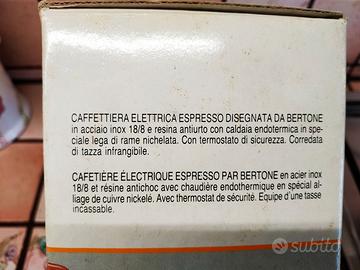 CAFFETTIERA ELETTRICA ESPRESSO DISEGNATA DA BERTONE
in acciaio inox 18/8 e resina antiurto con caldaia endotermica in spe-
ciale lega di rame nichelata. Con termostato di sicurezza. Corredata
di tazza infrangibile.
CAFETIÈRE ÉLECTRIQUE ESPRESSO PAR BERTONE en acier inox
18/8 et résine antichoc avec chaudière endothermique en spécial al-
liage de cuivre nickelé. Avec thermostat de sécurité. Equipe d'une tasse
incassable.
subito